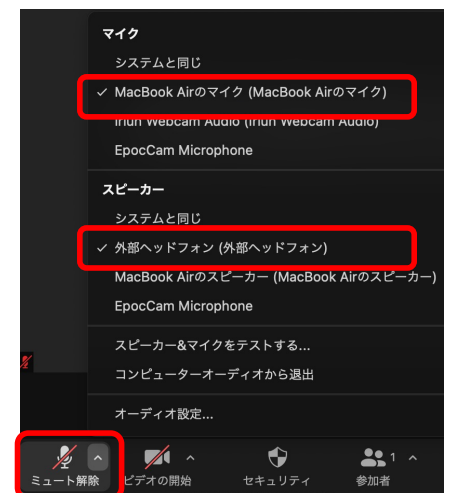 マイク
システムと同じ
✓ MacBook Airのマイク (MacBook Airのマイク)
Iriun Webcam Audio (Iriun Webcam Audio)
EpocCam Microphone
スピーカー
システムと同じ
✓ 外部ヘッドフォン (外部ヘッドフォン)
MacBook Airのスピーカー (MacBook Airのスピーカー)
EpocCam Microphone
スピーカー&マイクをテストする...
コンピューターオーディオから退出
オーディオ設定...
1
ミュート解除 ビデオの開始 セキュリティ 参加者